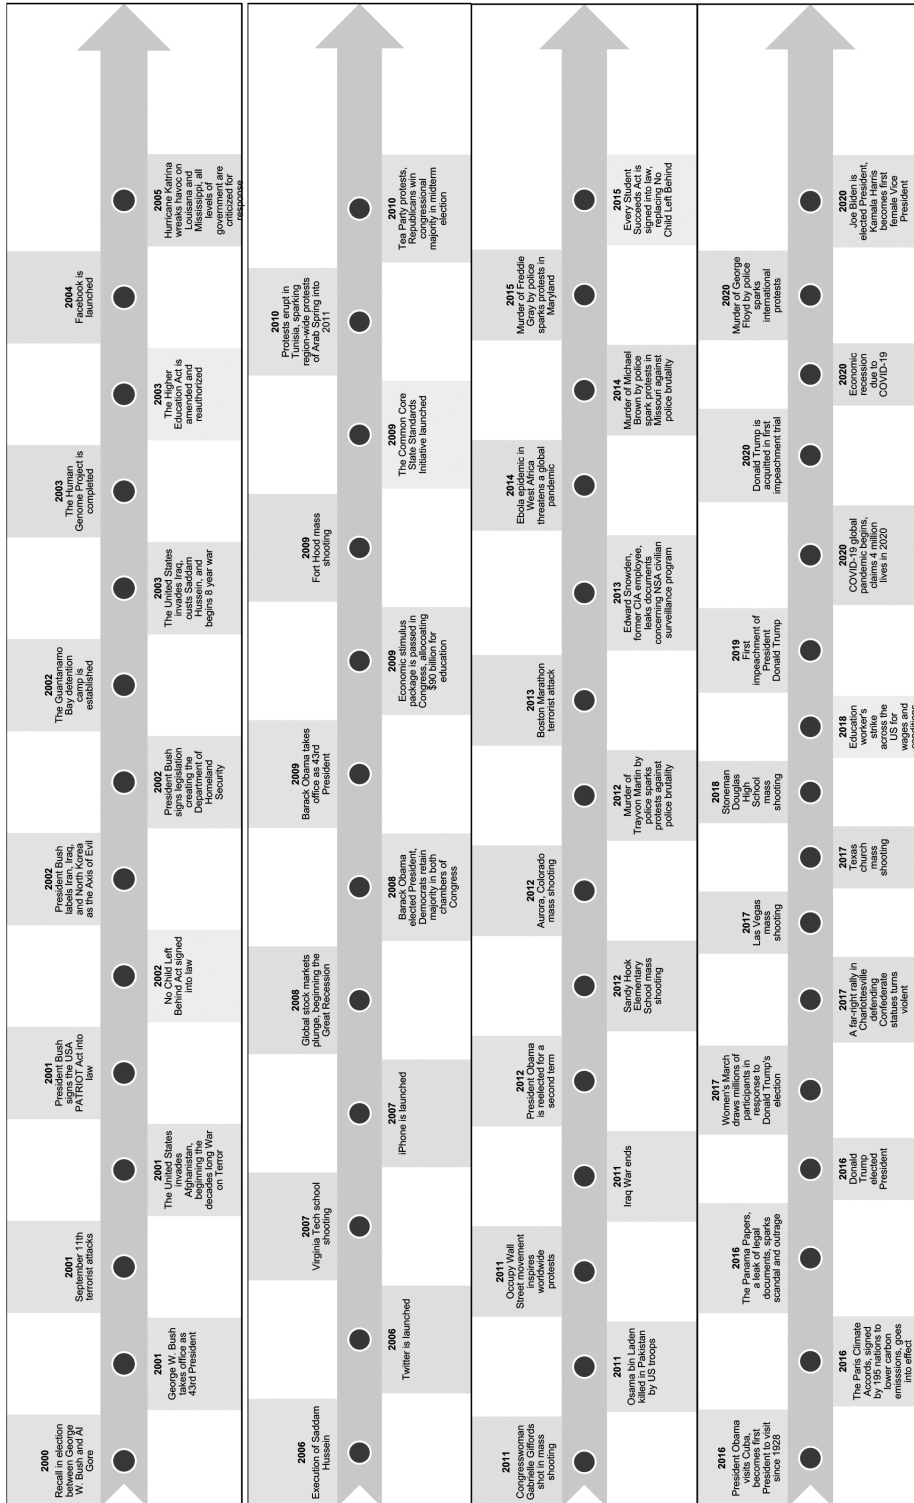 2000
Recall in election
between George
W. Bush and Al
Gore
2001
George W. Bush
takes office as
43rd President
2001
September 11th
terrorist attacks
2001
The United States
invades
Afghanistan,
beginning the
decades long War
on Terror
2001
President Bush
signs the USA
PATRIOT Act into
law
2002
No Child Left
Behind Act signed
into law
2002
President Bush
labels Iran, Iraq,
and North Korea
as the Axis of Evil
2002
President Bush
signs legislation
creating the
Department of
Homeland
Security
2002
The Guantanamo
Bay detention
camp is
established
2003
The United States
invades Iraq,
ousts Saddam
Hussein, and
begins 8 year war
2003
The Human
Genome Project is
completed
2003
The Higher
Education Act is
amended and
reauthorized
2004
Facebook is
launched
2005
Hurricane Katrina
wreaks havoc on
Louisana and
Mississippi, all
levels of
government are
criticized for
response
2006
Execution of Saddam
Hussein
2006
Twitter is launched
2007
Virginia Tech school
shooting
2007
iPhone is launched
2008
Global stock markets
plunge, beginning the
Great Recession
2008
Barack Obama
elected President,
Democrats retain
majority in both
chambers of
Congress
2009
Barack Obama takes
office as 43rd
President
2009
Economic stimulus
package is passed in
Congress, allocoating
$90 billion for
education
2009
Fort Hood mass
shooting
2009
The Common Core
State Standards
Initiative launched
2010
Protests erupt in
Tunisia, sparking
region-wide protests
of Arab Spring into
2011
2010
Tea Party protests,
Republicans win
congressional
majority in midterm
election
2011
Congresswoman
Gabrielle Giffords
shot in mass
shooting
2011
Osama bin Laden
killed in Pakistan
by US troops
2011
Occupy Wall
Street movement
inspires
worldwide
protests
2011
Iraq War ends
2012
President Obama
is reelected for a
second term
2012
Sandy Hook
Elementary
School mass
shooting
2012
Aurora, Colorado
mass shooting
2012
Murder of
Trayvon Martin by
police sparks
protests against
police brutality
2013
Boston Marathon
terrorist attack
2013
Edward Snowden,
former CIA employee,
leaks documents
concerning NSA civilian
surveillance program
2014
Ebola epidemic in
West Africa
threatens a global
pandemic
2014
Murder of Michael
Brown by police
spark protests in
Missouri against
police brutality
2015
Murder of Freddie
Gray by police
sparks protests in
Maryland
2015
Every Student
Succeeds Act is
signed into law,
replacing No
Child Left Behind
2016
President Obama
visits Cuba,
becomes first
President to visit
since 1928
2016
The Paris Climate
Accords, signed
by 195 nations to
lower carbon
emisssions, goes
into effect
2016
The Panama Papers,
a leak of legal
documents, sparks
scandal and outrage
2016
Donald
Trump
elected
President
2017
Women's March
draws millions of
participants in
response to
Donald Trump's
election
2017
A far-right rally in
Charlottesville
defending
Confederate
statues turns
violent
2017
Las Vegas
mass
shooting
2017
Texas
church
mass
shooting
2018
Stoneman
Douglas
High
School
mass
shooting
2018
Education
worker's
strike
across the
US for
wages and
conditions
2019
First
impeachment of
President
Donald Trump
2020
COVID-19 global
pandemic begins,
claims 4 million
lives in 2020
2020
Donald Trump is
acquitted in first
impeachment trial
2020
Economic
recession
due to
COVID-19
2020
Murder of George
Floyd by police
sparks
international
protests
2020
Joe Biden is
elected President,
Kamala Harris
becomes first
female Vice
President